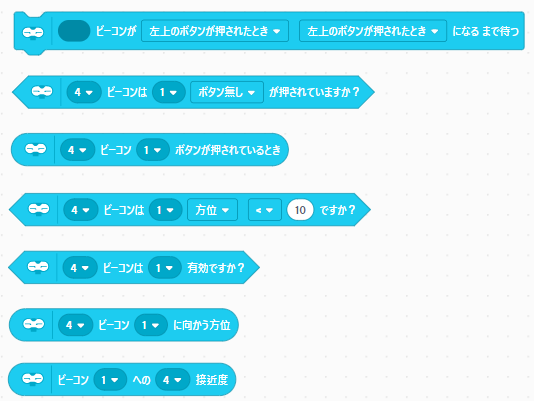 ビーコンが 左上のボタンが押されたとき 左上のボタンが押されたとき になる まで待つ
4 ビーコンは 1 ボタン無し が押されていますか？
4 ビーコン 1 ボタンが押されているとき
4 ビーコンは 1 方位 < 10 ですか？
4 ビーコンは 1 有効ですか？
4 ビーコン 1 に向かう方位
ビーコン 1 への 4 接近度